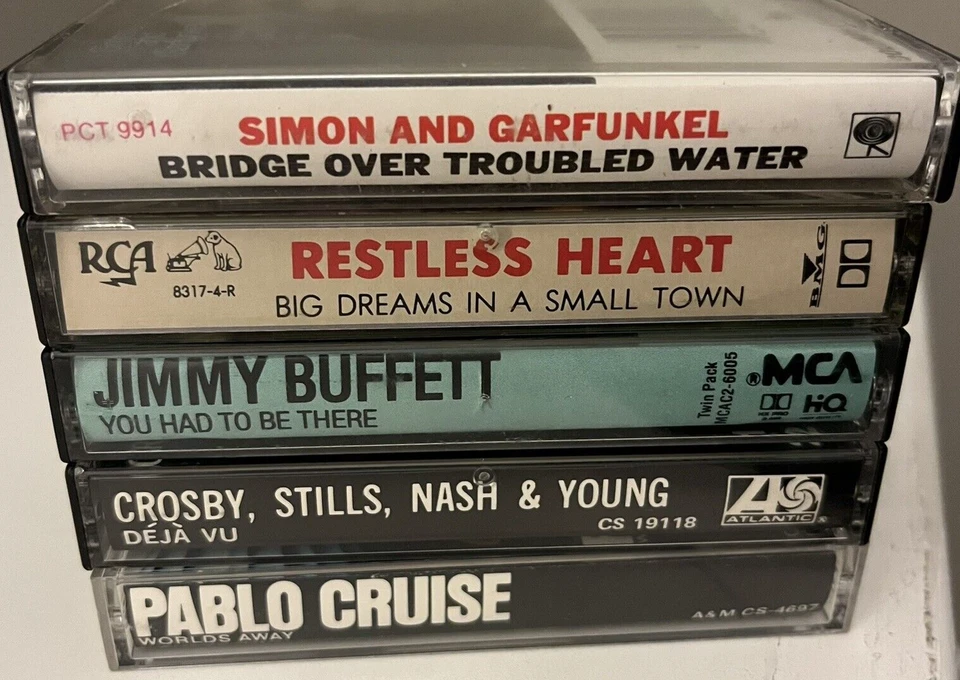 PCT 9914
SIMON AND GARFUNKEL
BRIDGE OVER TROUBLED WATER
RCA
8317-4-R
RESTLESS HEART
BIG DREAMS IN A SMALL TOWN
BMG
JIMMY BUFFETT
YOU HAD TO BE THERE
Twin Pack
MCAC2-6005
®MCA
HiQ
CROSBY, STILLS, NASH & YOUNG
DÉJÀ VU
CS 19118
ATLANTIC
PABLO CRUISE
WORLDS AWAY
A&M CS-4697